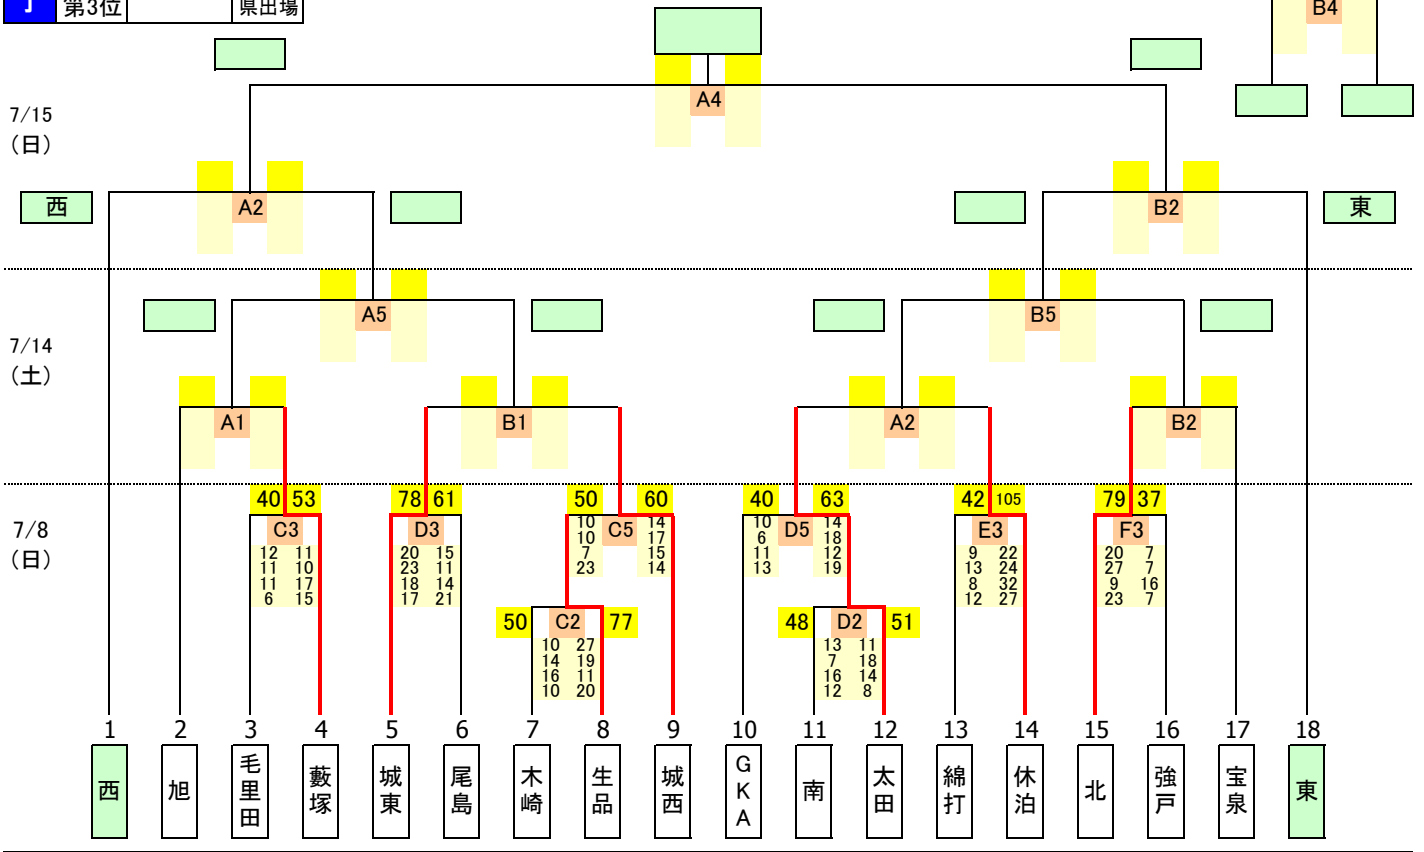 第3位 県出場
B4
A4
7/15
(日)
西 A2 B2 東
A5 B5
7/14
(土)
A1 B1 A2 B2
40 53 78 61 50 60 40 63 42 105 79 37
7/8
(日)
C3 D3 C5 D5 E3 F3
10 14 10 14
10 17 6 18
7 15 11 12
23 14 13 19
12 11 20 15 9 22 20 7
11 10 23 11 13 24 27 7
11 17 18 14 8 32 9 16
6 15 17 21 12 27 23 7
50 C2 77 48 D2 51
10 27 13 11
14 19 7 18
16 11 16 14
10 20 12 8
1 2 3 4 5 6 7 8 9 10 11 12 13 14 15 16 17 18
西
旭
毛里田
藪塚
城東
尾島
木崎
生品
城西
GKA
南
太田
綿打
休泊
北
強戸
宝泉
東